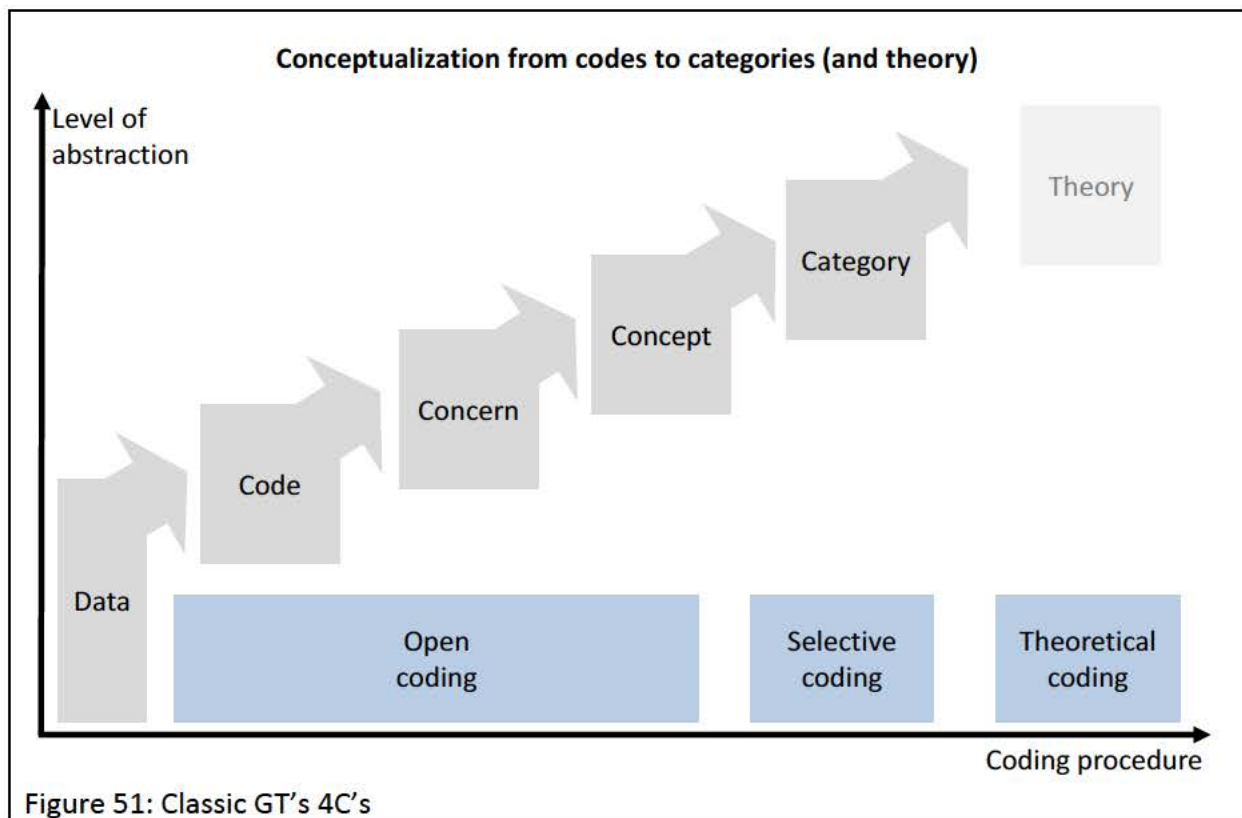 Conceptualization from codes to categories (and theory)
Level of
abstraction
Theory
Category
Concept
Concern
Code
Data
Open
coding
Selective
coding
Theoretical
coding
Coding procedure
Figure 51: Classic GT's 4C's